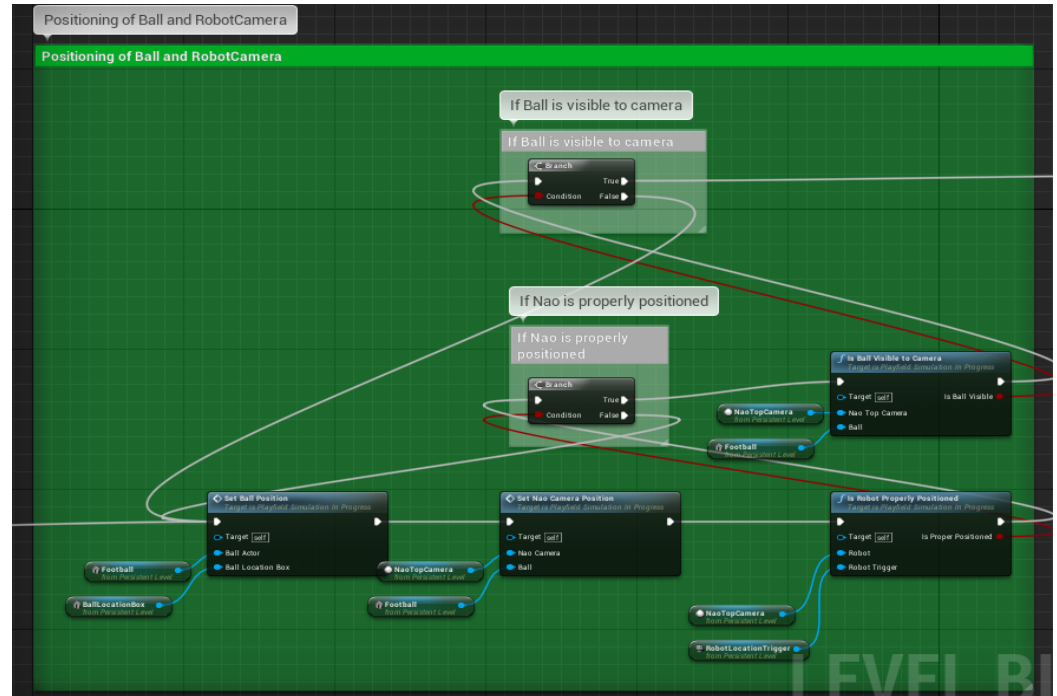 Positioning of Ball and RobotCamera
Positioning of Ball and RobotCamera
If Ball is visible to camera
If Ball is visible to camera
Branch
True
Condition False
If Nao is properly positioned
If Nao is properly
positioned
Branch
True
Condition False
Is Ball Visible to Camera
Target is Playfield Simulation In Progress
Target self Is Ball Visible
Nao Top Camera
Ball
NaoTopCamera
from Persistent Level
Football
from Persistent Level
Set Ball Position
Target is Playfield Simulation In Progress
Target self
Ball Actor
Ball Location Box
Football
from Persistent Level
BallLocationBox
from Persistent Level
Set Nao Camera Position
Target is Playfield Simulation In Progress
Target self
Nao Camera
Ball
NaoTopCamera
from Persistent Level
Football
from Persistent Level
Is Robot Properly Positioned
Target is Playfield Simulation In Progress
Target self Is Proper Positioned
Robot
Robot Trigger
NaoTopCamera
from Persistent Level
RobotLocationTrigger
from Persistent Level
LEVEL BL